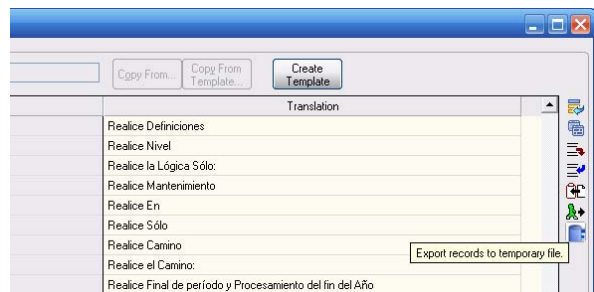 Copy From...
Copy From
Template...
Create
Template
Translation
Realice Definiciones
Realice Nivel
Realice la Lógica Sólo:
Realice Mantenimiento
Realice En
Realice Sólo
Realice Camino
Realice el Camino:
Realice Final de período y Procesamiento del fin del Año
Export records to temporary file.